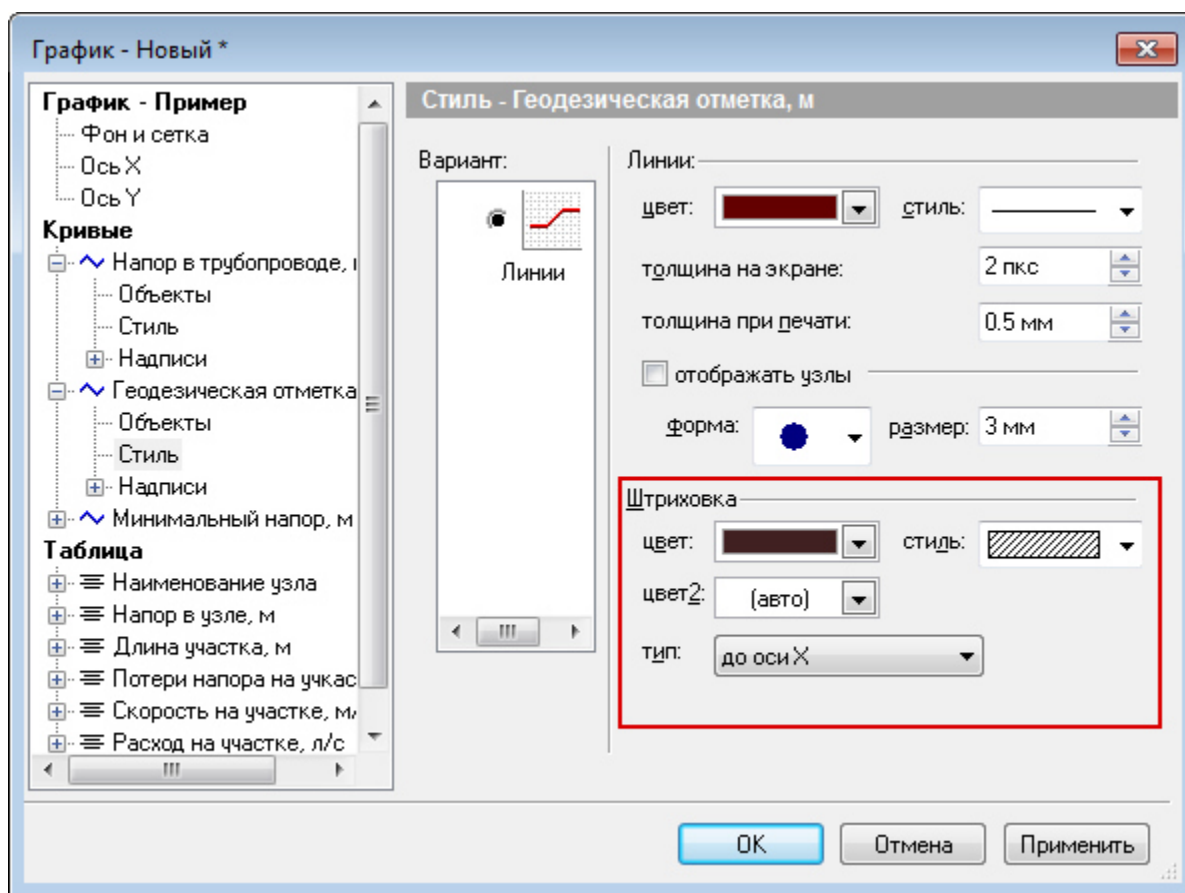 График - Новый *
График - Пример
Фон и сетка
Ось X
Ось Y
Кривые
Напор в трубопроводе,
Объекты
Стиль
Надписи
Геодезическая отметка
Объекты
Стиль
Надписи
Минимальный напор, м
Таблица
Наименование узла
Напор в узле, м
Длина участка, м
Потери напора на учкас
Скорость на участке, м/
Расход на участке, л/с
Стиль - Геодезическая отметка, м
Вариант:
Линии
Линии:
цвет: стиль:
толщина на экране: 2 пкс
толщина при печати: 0.5 мм
отображать узлы
форма: размер: 3 мм
Штриховка
цвет: стиль:
цвет2: (авто)
тип: до оси X
OK Отмена Применить